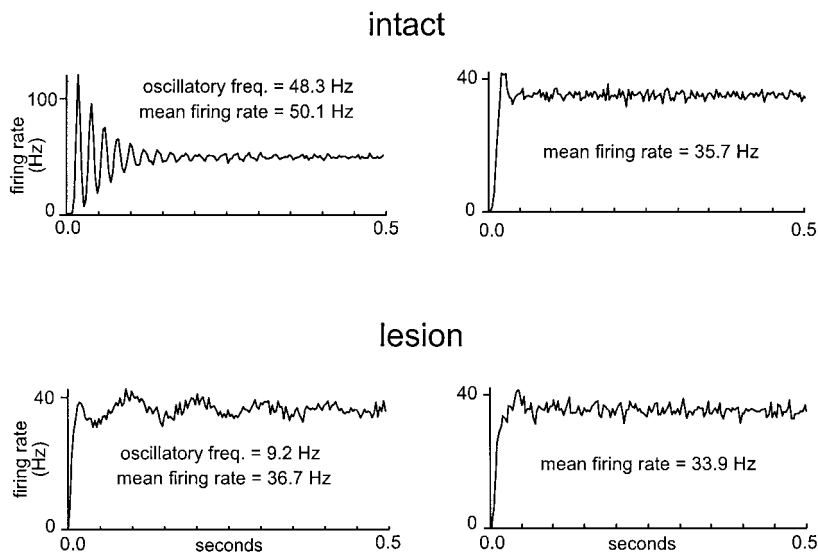 intact
oscillatory freq. = 48.3 Hz
mean firing rate = 50.1 Hz
100
0
0.0
0.5
firing rate
(Hz)
40
mean firing rate = 35.7 Hz
0
0.0
0.5
lesion
40
oscillatory freq. = 9.2 Hz
mean firing rate = 36.7 Hz
0
0.0
seconds
0.5
firing rate
(Hz)
40
mean firing rate = 33.9 Hz
0
0.0
seconds
0.5